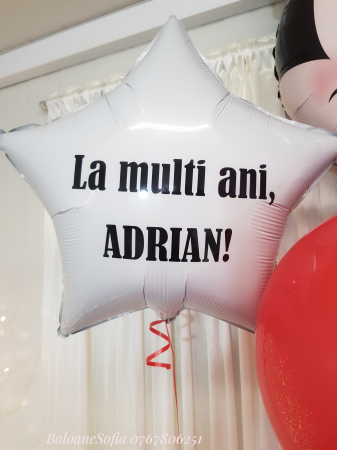 La multi ani,
ADRIAN!
BaloaneSofia 0767806251